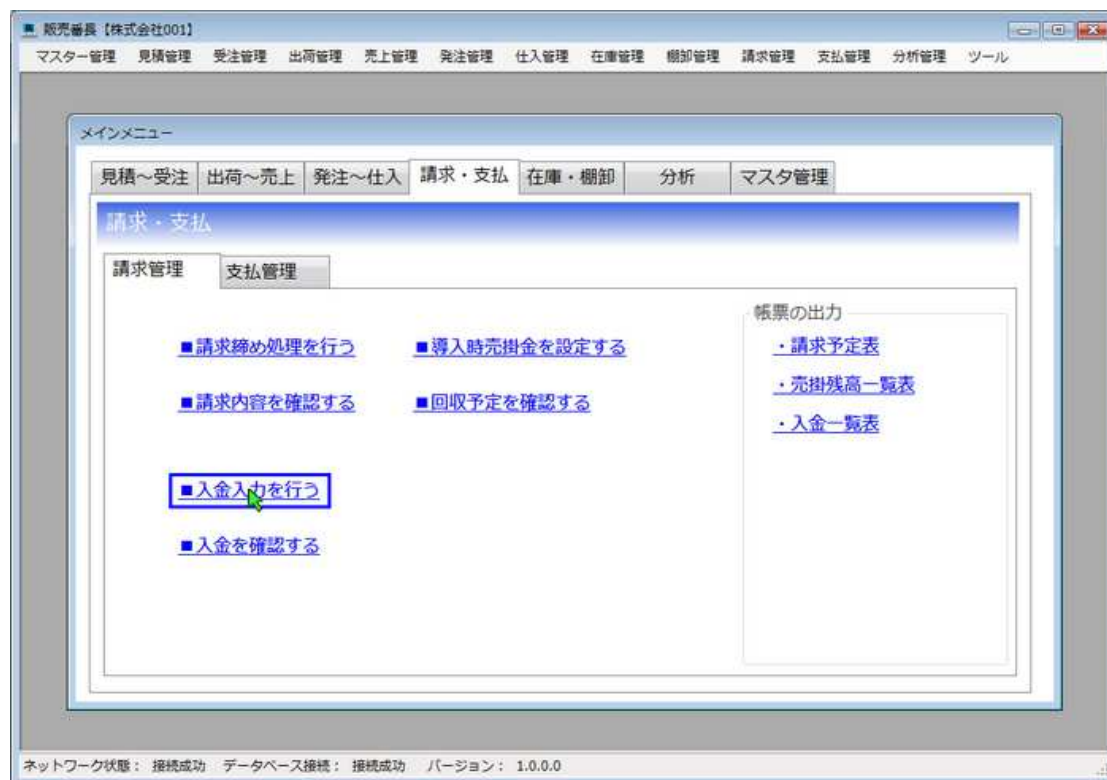 販売番長【株式会社001】
マスター管理 見積管理 受注管理 出荷管理 売上管理 発注管理 仕入管理 在庫管理 棚卸管理 請求管理 支払管理 分析管理 ツール
メインメニュー
見積～受注 出荷～売上 発注～仕入 請求・支払 在庫・棚卸 分析 マスタ管理
請求・支払
請求管理 支払管理
帳票の出力
■請求締め処理を行う ■導入時売掛金を設定する ・請求予定表
・売掛残高一覧表
■請求内容を確認する ■回収予定を確認する
・入金一覧表
■入金入力を行う
■入金を確認する
ネットワーク状態： 接続成功 データベース接続： 接続成功 バージョン： 1.0.0.0